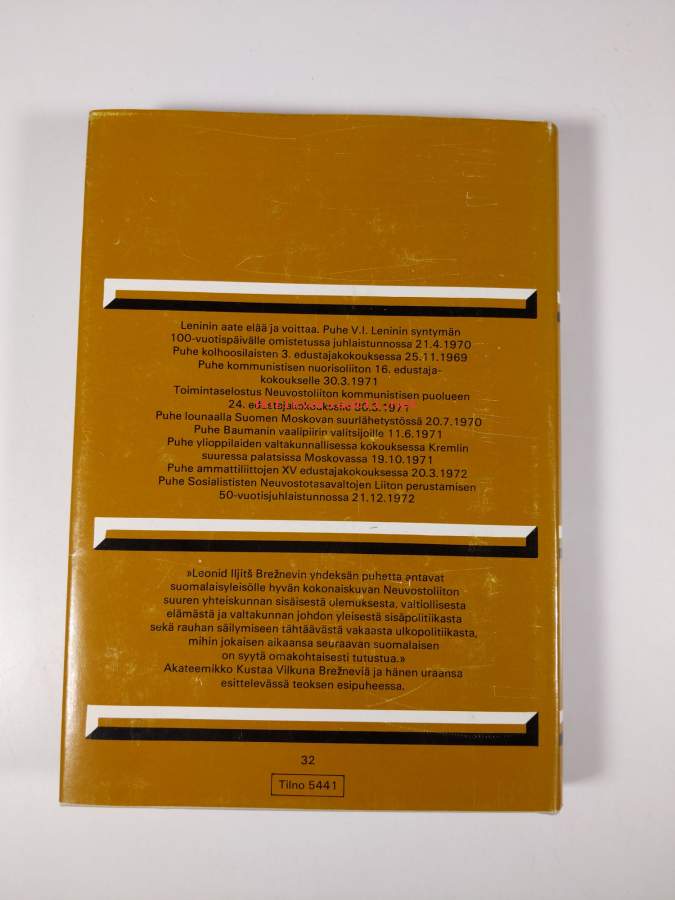 Leninin aate elää ja voittaa. Puhe V.I. Leninin syntymän
100-vuotispäivälle omistetussa juhlaistunnossa 21.4.1970
Puhe kolhoosilaisten 3. edustajakokouksessa 25.11.1969
Puhe kommunistisen nuorisoliiton 16. edustaja-
kokoukselle 30.3.1971
Toimintaselostus Neuvostoliiton kommunistisen puolueen
24. edustajakokoukselle 30.3.1971
Puhe lounaalla Suomen Moskovan suurlähetystössä 20.7.1970
Puhe Baumanin vaalipiirin valitsijoille 11.6.1971
Puhe ylioppilaiden valtakunnallisessa kokouksessa Kremlin
suuressa palatsissa Moskovassa 19.10.1971
Puhe ammattiliittojen XV edustajakokouksessa 20.3.1972
Puhe Sosialististen Neuvostotasavaltojen Liiton perustamisen
50-vuotisjuhlaistunnossa 21.12.1972
»Leonid Iljitš Brežnevin yhdeksän puhetta antavat
suomalaisyleisölle hyvän kokonaiskuvan Neuvostoliiton
suuren yhteiskunnan sisäisestä olemuksesta, valtiollisesta
elämästä ja valtakunnan johdon yleisestä sisäpolitiikasta
sekä rauhan säilymiseen tähtäävästä vakaasta ulkopolitiikasta,
mihin jokaisen aikaansa seuraavan suomalaisen
on syytä omakohtaisesti tutustua.»
Akateemikko Kustaa Vilkuna Brežneviä ja hänen uraansa
esittelevässä teoksen esipuheessa.
32
Tilno 5441